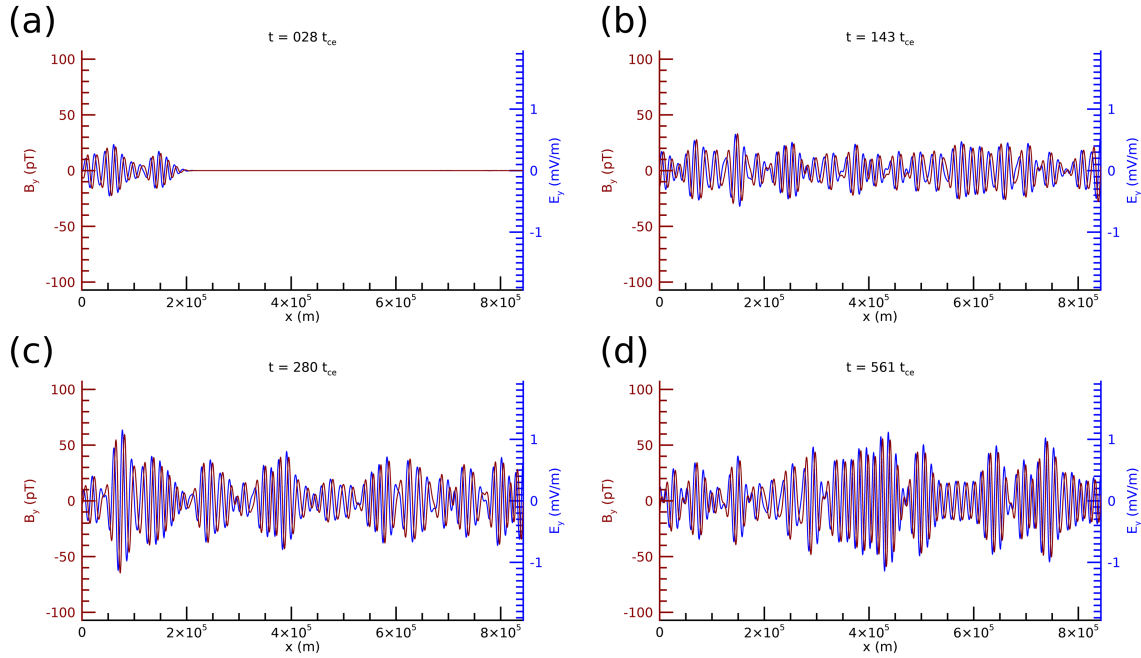 (a)
t = 028 t_ce
100
50
0
-50
-100
B_y (pT)
1
0
-1
E_y (mV/m)
0
2×10^5
4×10^5
6×10^5
8×10^5
x (m)
(b)
t = 143 t_ce
100
50
0
-50
-100
B_y (pT)
1
0
-1
E_y (mV/m)
0
2×10^5
4×10^5
6×10^5
8×10^5
x (m)
(c)
t = 280 t_ce
100
50
0
-50
-100
B_y (pT)
1
0
-1
E_y (mV/m)
0
2×10^5
4×10^5
6×10^5
8×10^5
x (m)
(d)
t = 561 t_ce
100
50
0
-50
-100
B_y (pT)
1
0
-1
E_y (mV/m)
0
2×10^5
4×10^5
6×10^5
8×10^5
x (m)